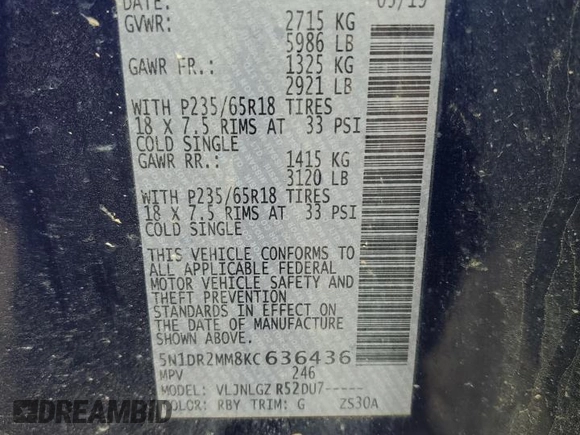 DATE: 05/19
GVWR: 2715 KG
5986 LB
GAWR FR.: 1325 KG
2921 LB
WITH P235/65R18 TIRES
18 X 7.5 RIMS AT 33 PSI
COLD SINGLE
GAWR RR.: 1415 KG
3120 LB
WITH P235/65R18 TIRES
18 X 7.5 RIMS AT 33 PSI
COLD SINGLE
THIS VEHICLE CONFORMS TO
ALL APPLICABLE FEDERAL
MOTOR VEHICLE SAFETY AND
THEFT PREVENTION
STANDARDS IN EFFECT ON
THE DATE OF MANUFACTURE
SHOWN ABOVE.
5N1DR2MM8KC636436
MPV 246
MODEL: VLJNLGZ R52DU7-----
COLOR: RBY TRIM: G ZS30A
DIRTYBIDDER